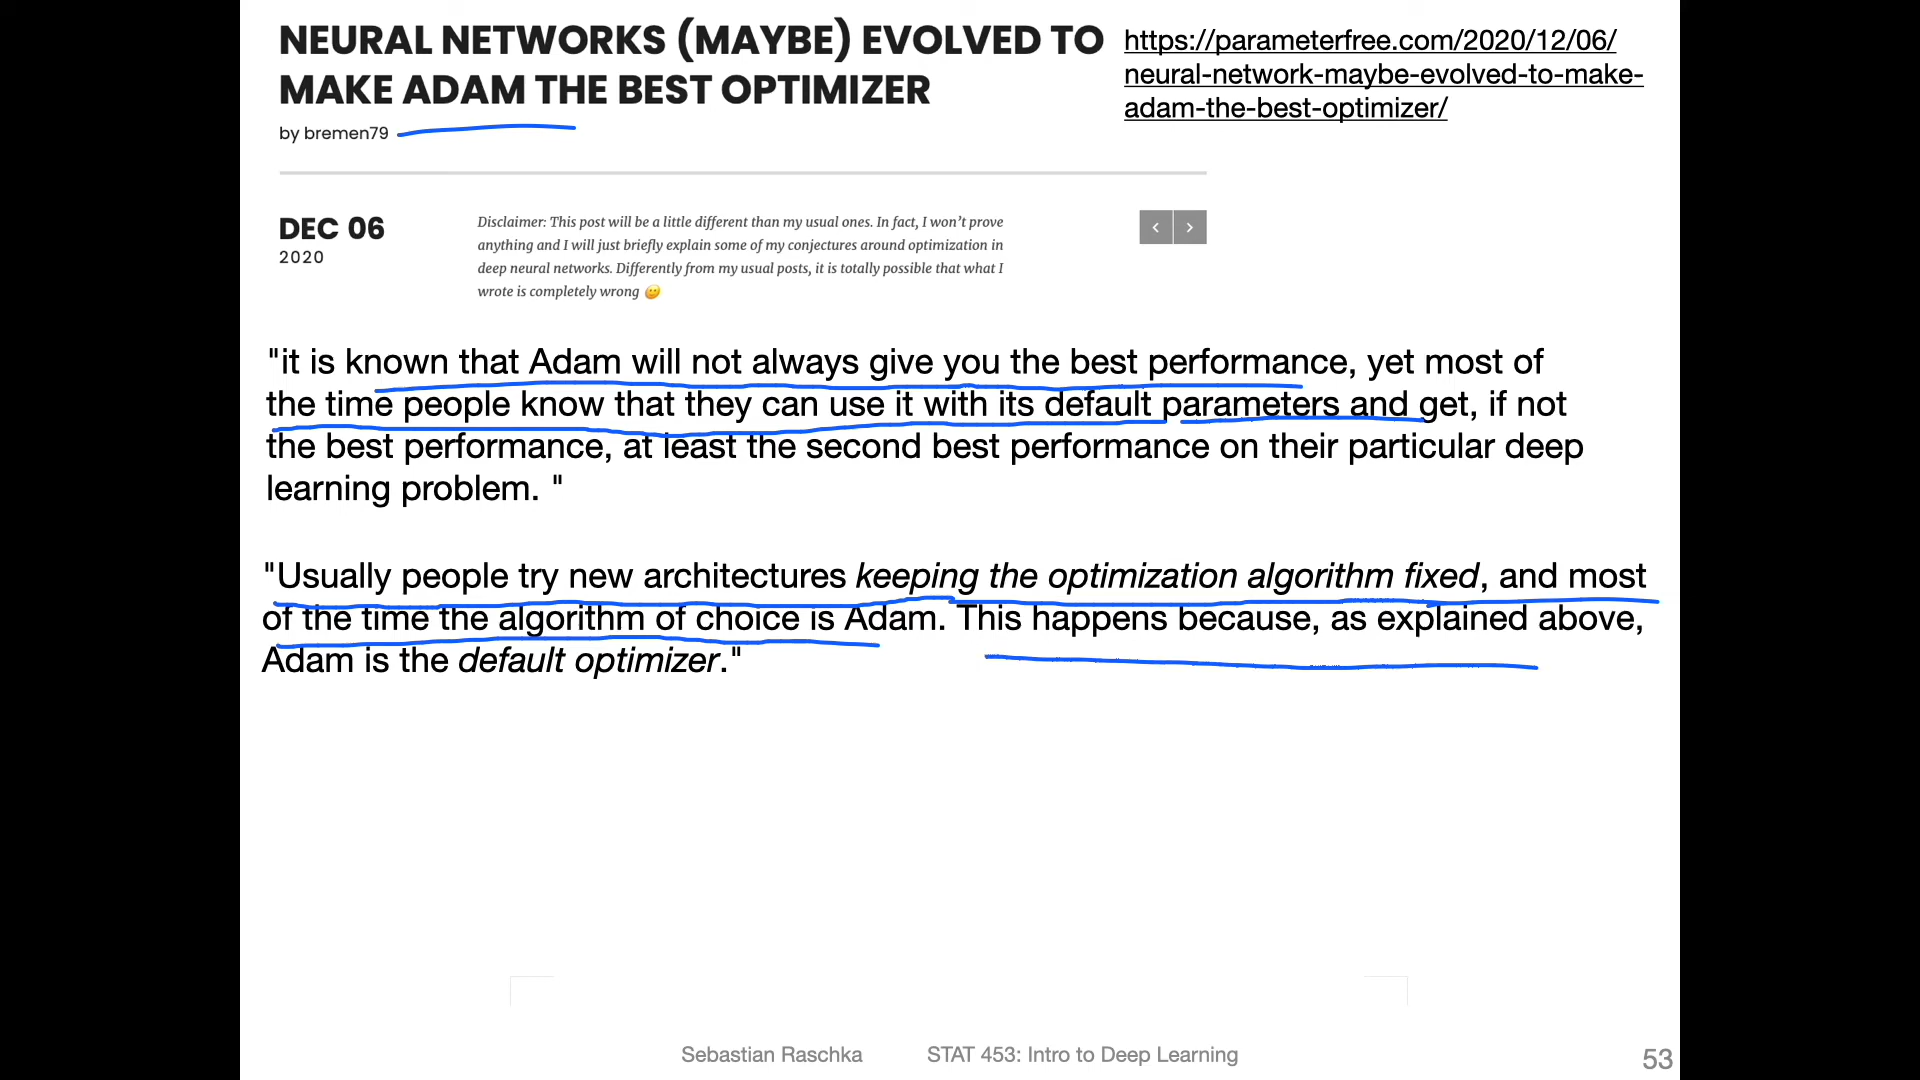 NEURAL NETWORKS (MAYBE) EVOLVED TO
MAKE ADAM THE BEST OPTIMIZER
by bremen79
https://parameterfree.com/2020/12/06/
neural-network-maybe-evolved-to-make-
adam-the-best-optimizer/
DEC 06
2020
Disclaimer: This post will be a little different than my usual ones. In fact, I won’t prove
anything and I will just briefly explain some of my conjectures around optimization in
deep neural networks. Differently from my usual posts, it is totally possible that what I
wrote is completely wrong 😀
"it is known that Adam will not always give you the best performance, yet most of
the time people know that they can use it with its default parameters and get, if not
the best performance, at least the second best performance on their particular deep
learning problem. "
"Usually people try new architectures keeping the optimization algorithm fixed, and most
of the time the algorithm of choice is Adam. This happens because, as explained above,
Adam is the default optimizer."
Sebastian Raschka
STAT 453: Intro to Deep Learning
53